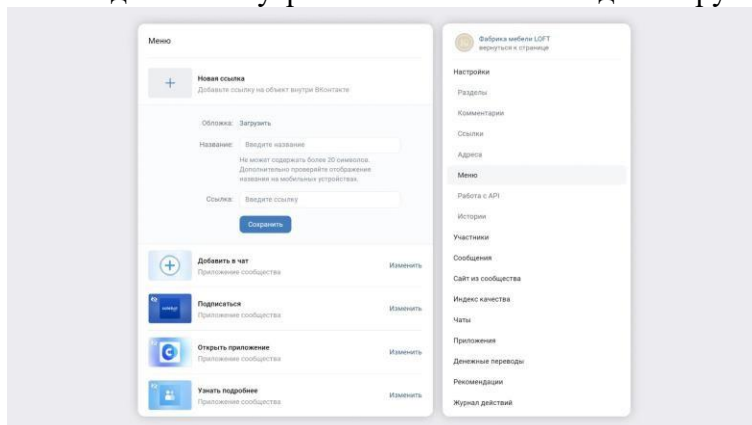 Меню
Новая ссылка
Добавьте ссылку на объект внутри ВКонтакте
Обложка: Загрузить
Название: Введите название
Не может содержать более 20 символов.
Дополнительно проверяйте отображение
названия на мобильных устройствах.
Ссылка: Введите ссылку
Сохранить
Добавить в чат
Приложение сообщества
Изменить
Подписаться
Приложение сообщества
Изменить
Открыть приложение
Приложение сообщества
Изменить
Узнать подробнее
Приложение сообщества
Изменить
Фабрика мебели LOFT
вернуться к странице
Настройки
Разделы
Комментарии
Ссылки
Адреса
Меню
Работа с API
Истории
Участники
Сообщения
Сайт из сообщества
Индекс качества
Чаты
Приложения
Денежные переводы
Рекомендации
Журнал действий